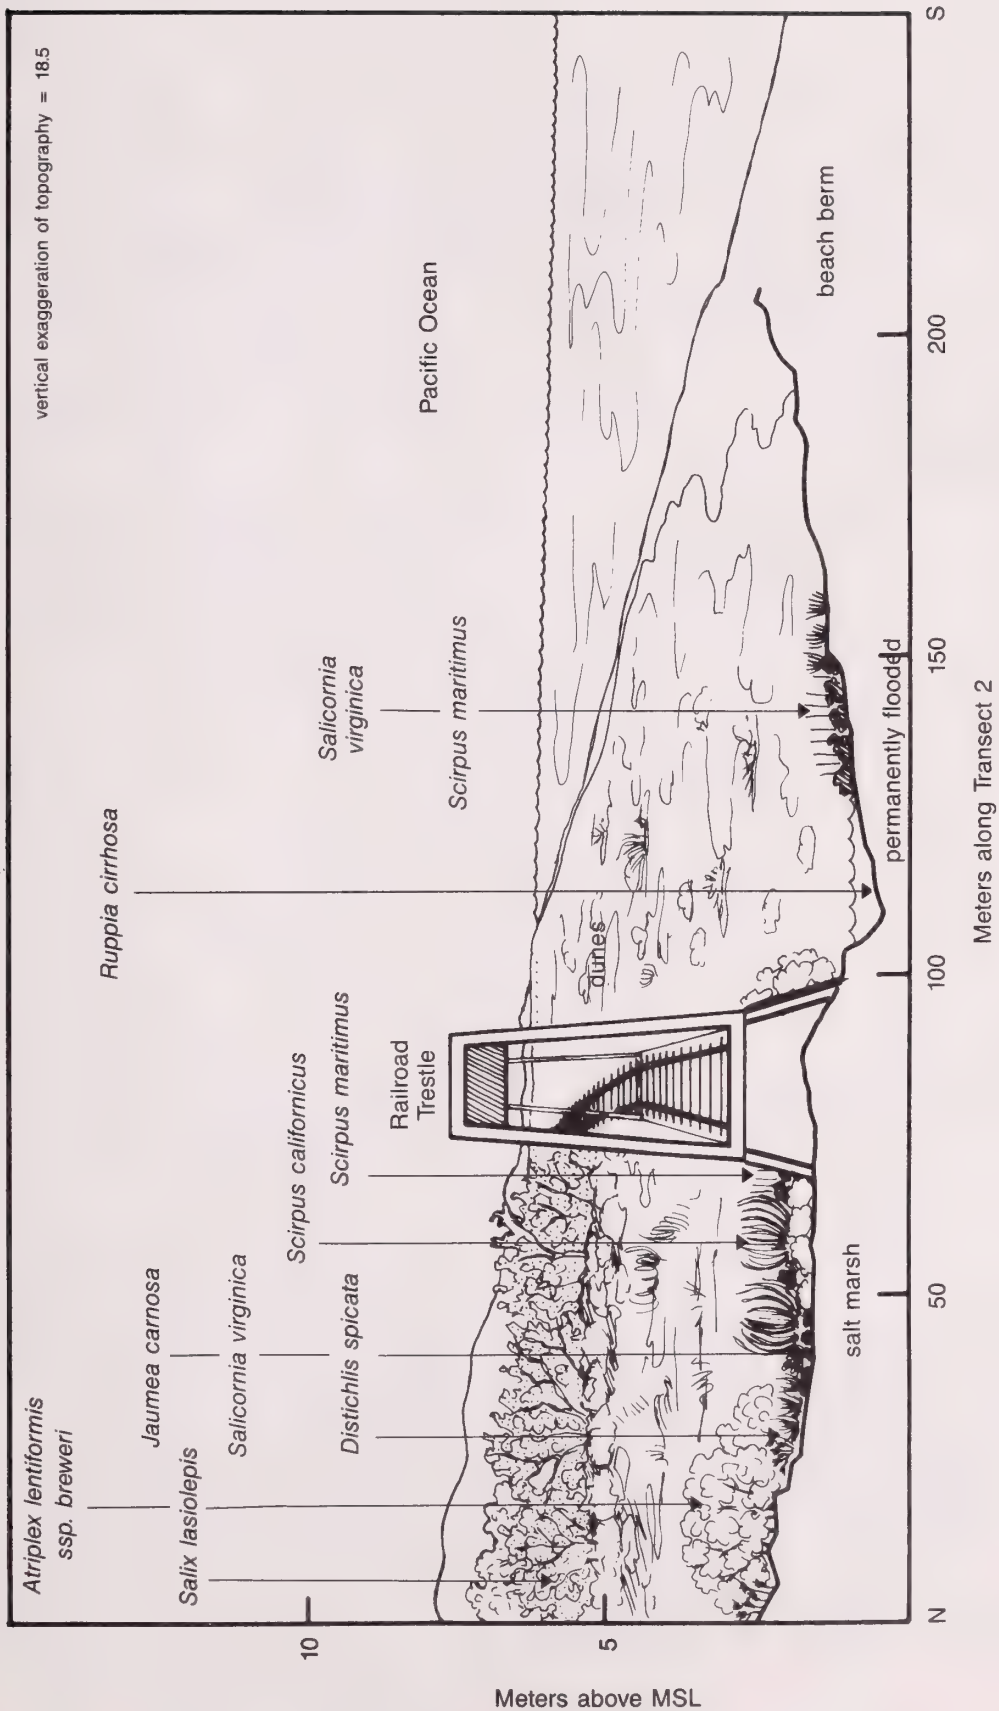 vertical exaggeration of topography = 18.5
Atriplex lentiformis
ssp. breweri
Salix lasiolepis
Jaumea carnosa
Salicornia virginica
Distichlis spicata
Scirpus californicus
Scirpus maritimus
Railroad
Trestle
Ruppia cirrhosa
Salicornia
virginica
Scirpus maritimus
Pacific Ocean
dunes
salt marsh
permanently flooded
beach berm
10
5
Meters above MSL
N
50
100
150
200
S
Meters along Transect 2